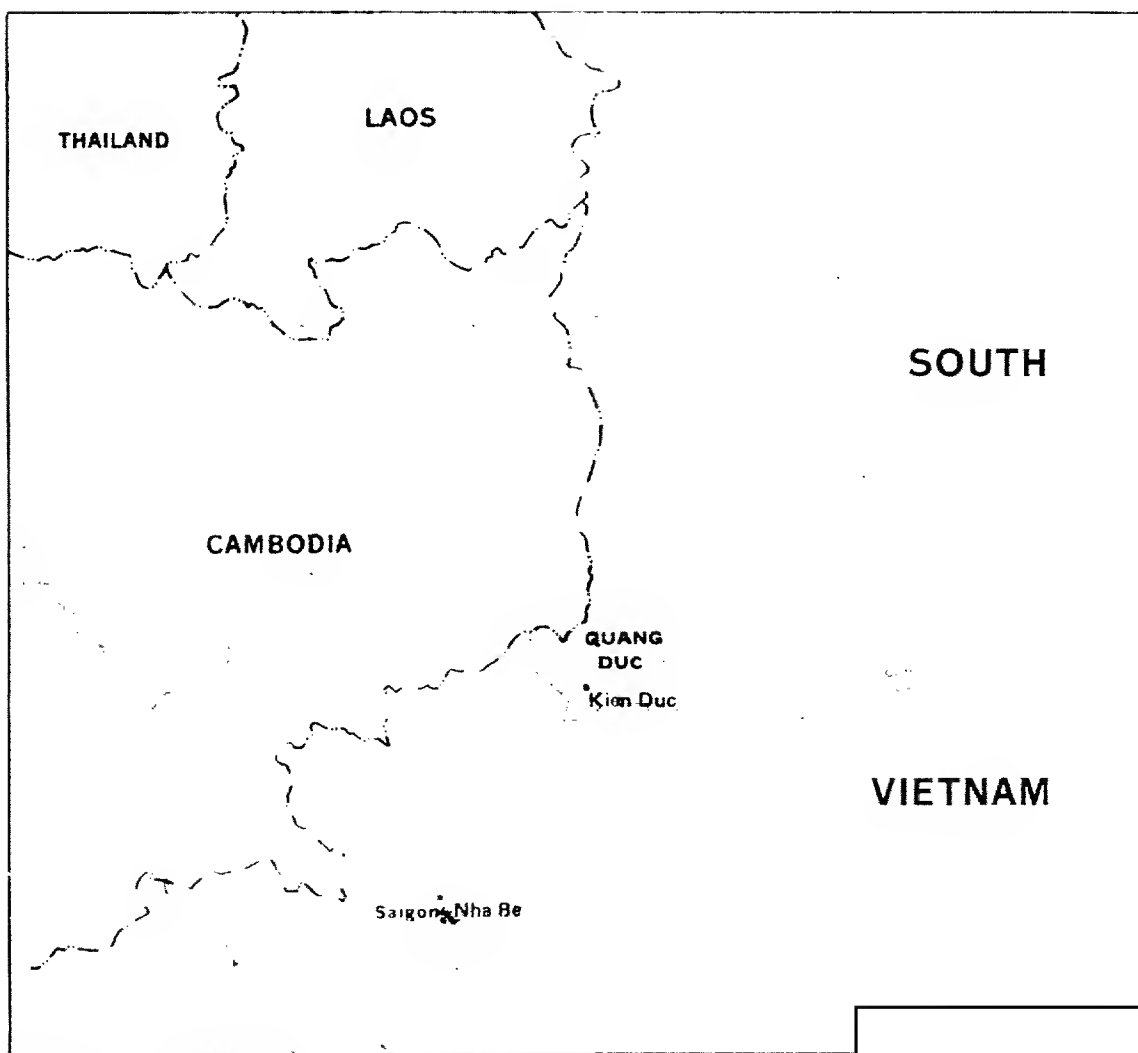 THAILAND
LAOS
SOUTH
CAMBODIA
QUANG
DUC
Kien Duc
VIETNAM
Saigon Nha Be